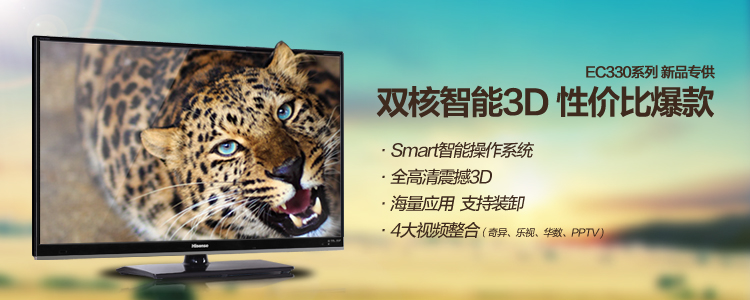 EC330系列 新品专供
双核智能3D 性价比爆款
· Smart智能操作系统
· 全高清震撼3D
· 海量应用 支持装卸
· 4大视频整合（奇异、乐视、华数、PPTV）
Hisense